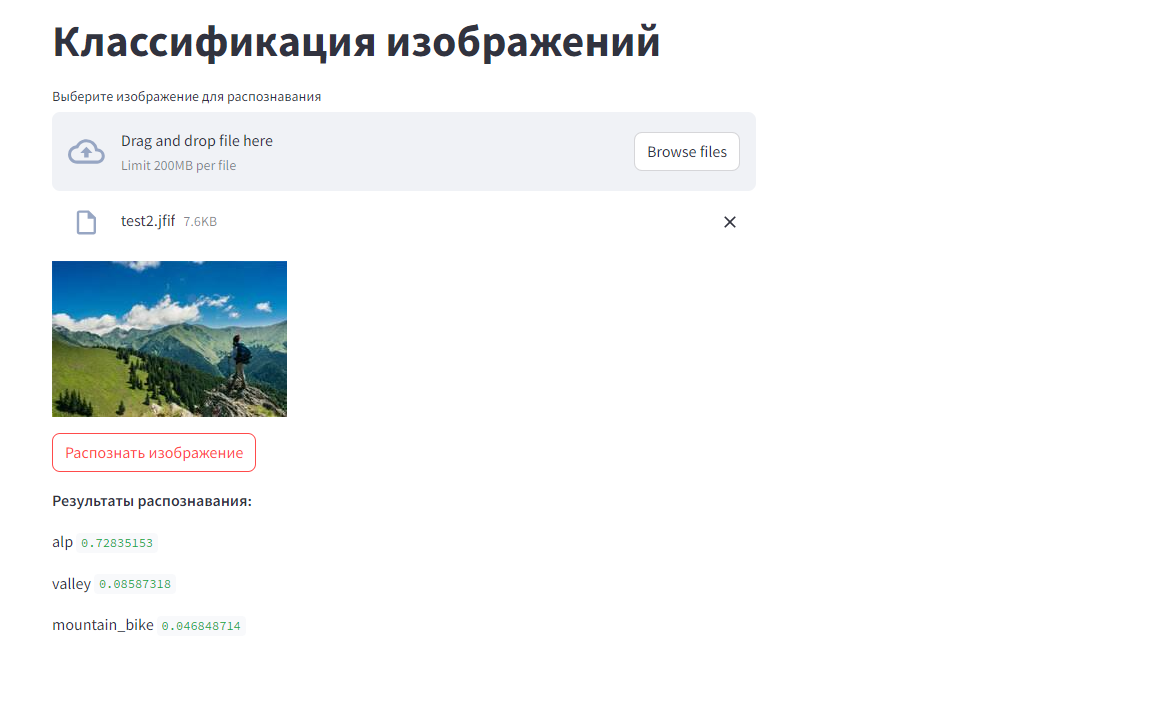 Классификация изображений
Выберите изображение для распознавания
Drag and drop file here
Limit 200MB per file
Browse files
test2.jfif 7.6KB
Распознать изображение
Результаты распознавания:
alp 0.72835153
valley 0.08587318
mountain_bike 0.046848714